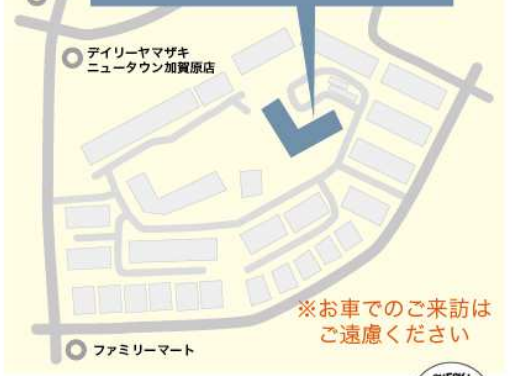 デイリーヤマザキ
ニュータウン加賀原店
※お車でのご来訪は
ご遠慮ください
ファミリーマート